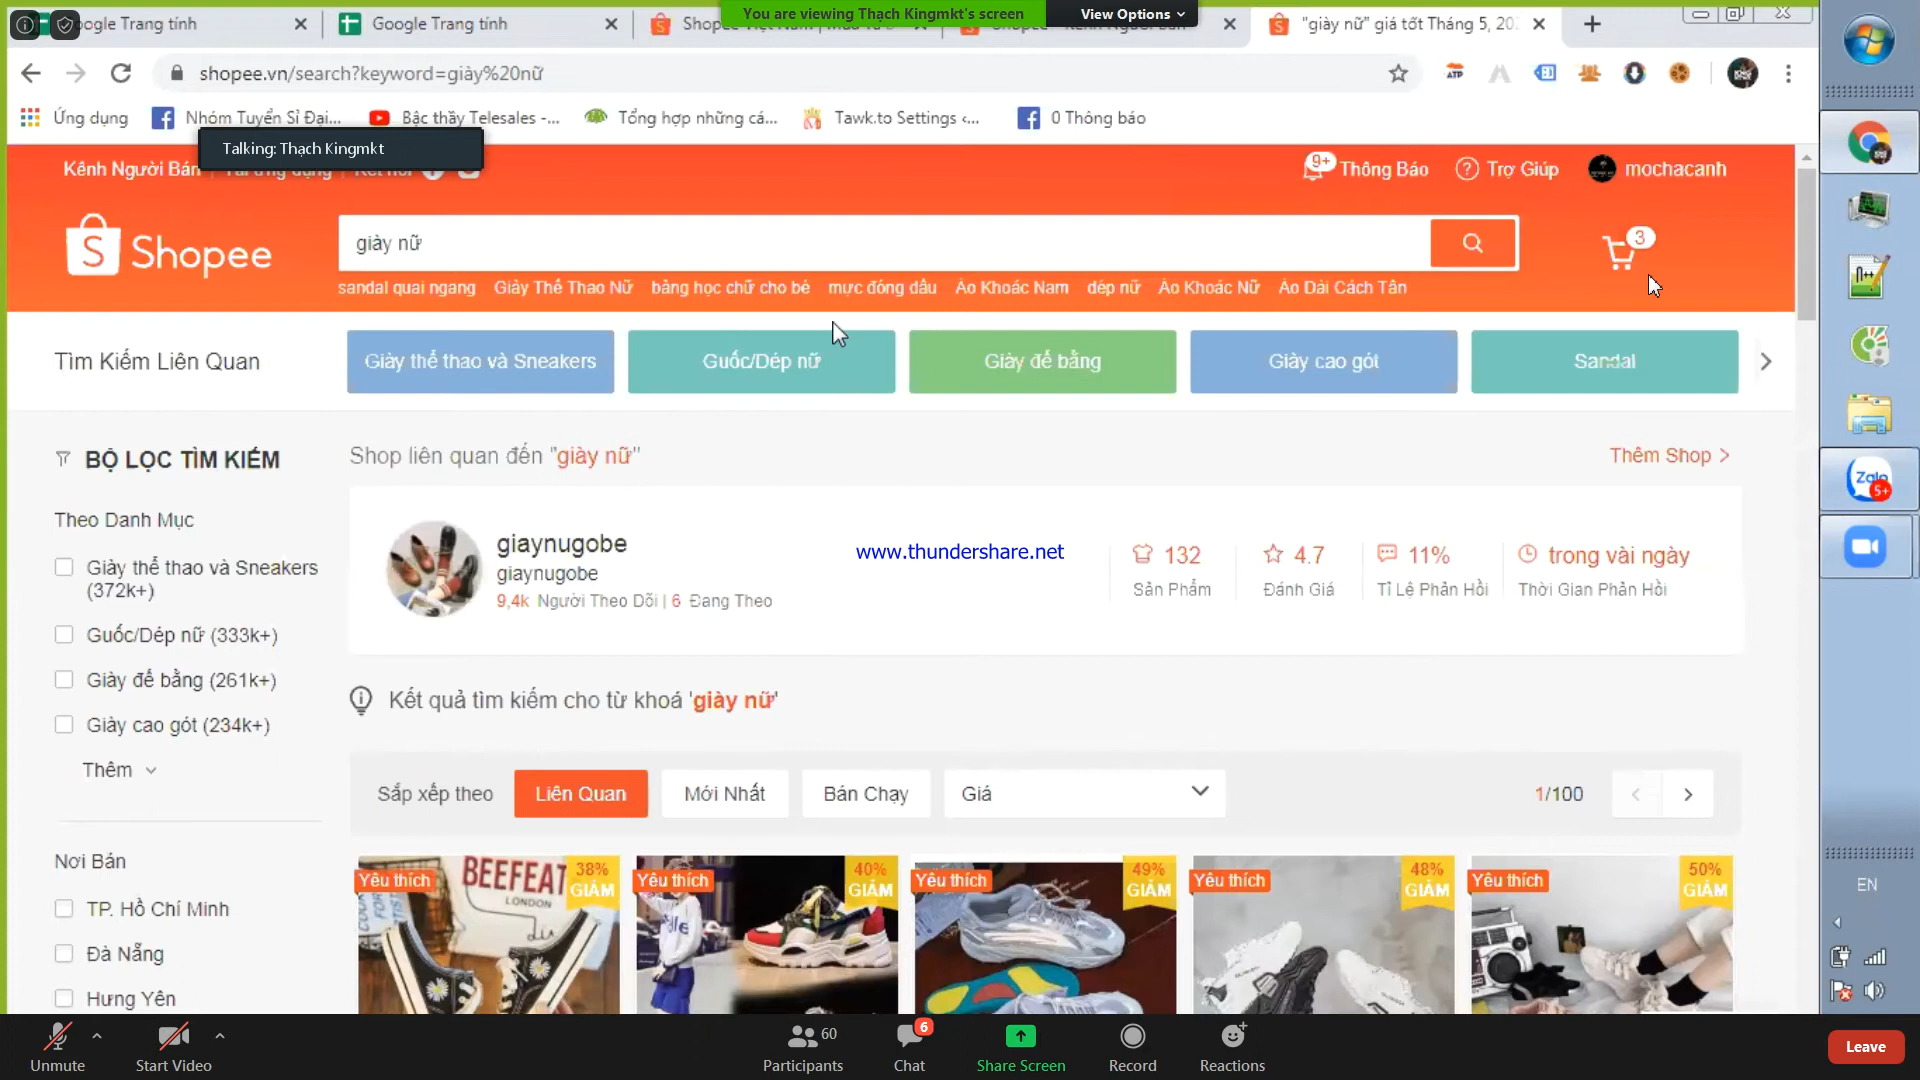 You are viewing Thạch Kingmkt's screen
View Options
Google Trang tính
"giày nữ" giá tốt Tháng 5, 20
shopee.vn/search?keyword=giày%20nữ
Ứng dụng
Nhóm Tuyển Sỉ Đại...
Bậc thầy Telesales -...
Tổng hợp những cá...
Tawk.to Settings ‹...
0 Thông báo
Talking: Thạch Kingmkt
Kênh Người Bán
Tải ứng dụng
Kết nối
9+
Thông Báo
Trợ Giúp
mochacanh
Shopee
giày nữ
3
sandal quai ngang
Giày Thể Thao Nữ
bảng học chữ cho bé
mực đóng dấu
Áo Khoác Nam
dép nữ
Áo Khoác Nữ
Áo Dài Cách Tân
Tìm Kiếm Liên Quan
Giày thể thao và Sneakers
Guốc/Dép nữ
Giày đế bằng
Giày cao gót
Sandal
BỘ LỌC TÌM KIẾM
Theo Danh Mục
Giày thể thao và Sneakers
(372k+)
Guốc/Dép nữ (333k+)
Giày đế bằng (261k+)
Giày cao gót (234k+)
Thêm
Nơi Bán
TP. Hồ Chí Minh
Đà Nẵng
Hưng Yên
Shop liên quan đến "giày nữ"
Thêm Shop >
giaynugobe
giaynugobe
9,4k Người Theo Dõi | 6 Đang Theo
www.thundershare.net
132
Sản Phẩm
4.7
Đánh Giá
11%
Tỉ Lệ Phản Hồi
trong vài ngày
Thời Gian Phản Hồi
Kết quả tìm kiếm cho từ khoá 'giày nữ'
Sắp xếp theo
Liên Quan
Mới Nhất
Bán Chạy
Giá
1/100
Yêu thích
BEEFEAT
LONDON
38%
GIẢM
Yêu thích
40%
GIẢM
Yêu thích
49%
GIẢM
Yêu thích
48%
GIẢM
Yêu thích
50%
GIẢM
Zalo
5+
EN
Unmute
Start Video
60
Participants
6
Chat
Share Screen
Record
Reactions
Leave